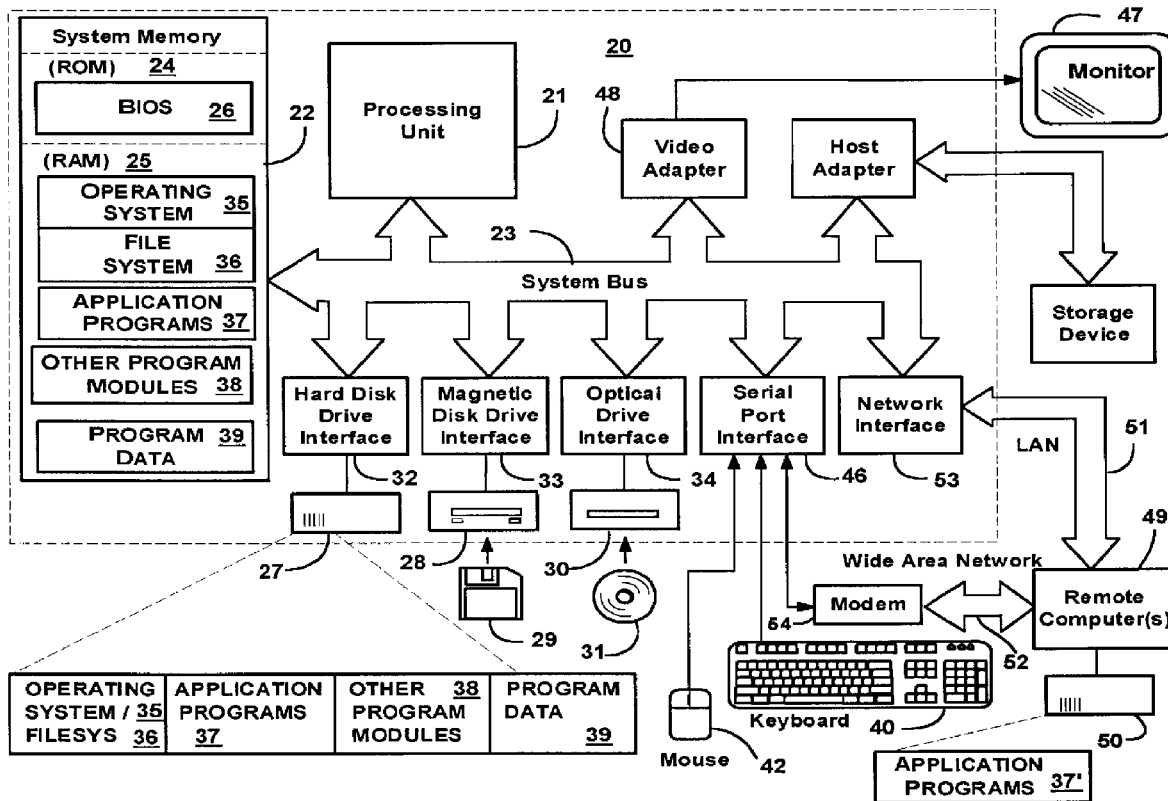 System Memory
(ROM) 24
BIOS 26
22
(RAM) 25
OPERATING
SYSTEM 35
FILE
SYSTEM 36
APPLICATION
PROGRAMS 37
OTHER PROGRAM
MODULES 38
PROGRAM
DATA 39
Processing
Unit
21
20
48
Video
Adapter
Host
Adapter
47
Monitor
23
System Bus
Storage
Device
Hard Disk
Drive
Interface
32
Magnetic
Disk Drive
Interface
33
Optical
Drive
Interface
34
Serial
Port
Interface
46
Network
Interface
53
LAN
51
27
28
29
30
31
Wide Area Network
49
Modem
54
52
Remote
Computer(s)
Keyboard
40
Mouse
42
50
OPERATING
SYSTEM / 35
FILESYS 36
APPLICATION
PROGRAMS
37
OTHER 38
PROGRAM
MODULES
PROGRAM
DATA
39
APPLICATION
PROGRAMS 37'